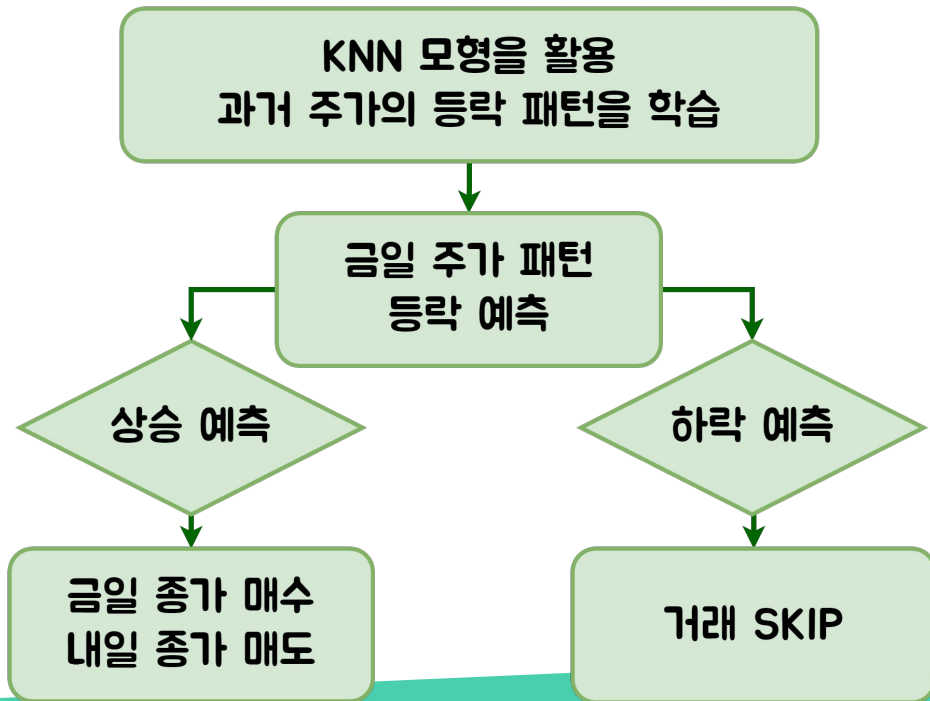 KNN 모형을 활용
과거 주가의 등락 패턴을 학습
금일 주가 패턴
등락 예측
상승 예측
하락 예측
금일 종가 매수
내일 종가 매도
거래 SKIP